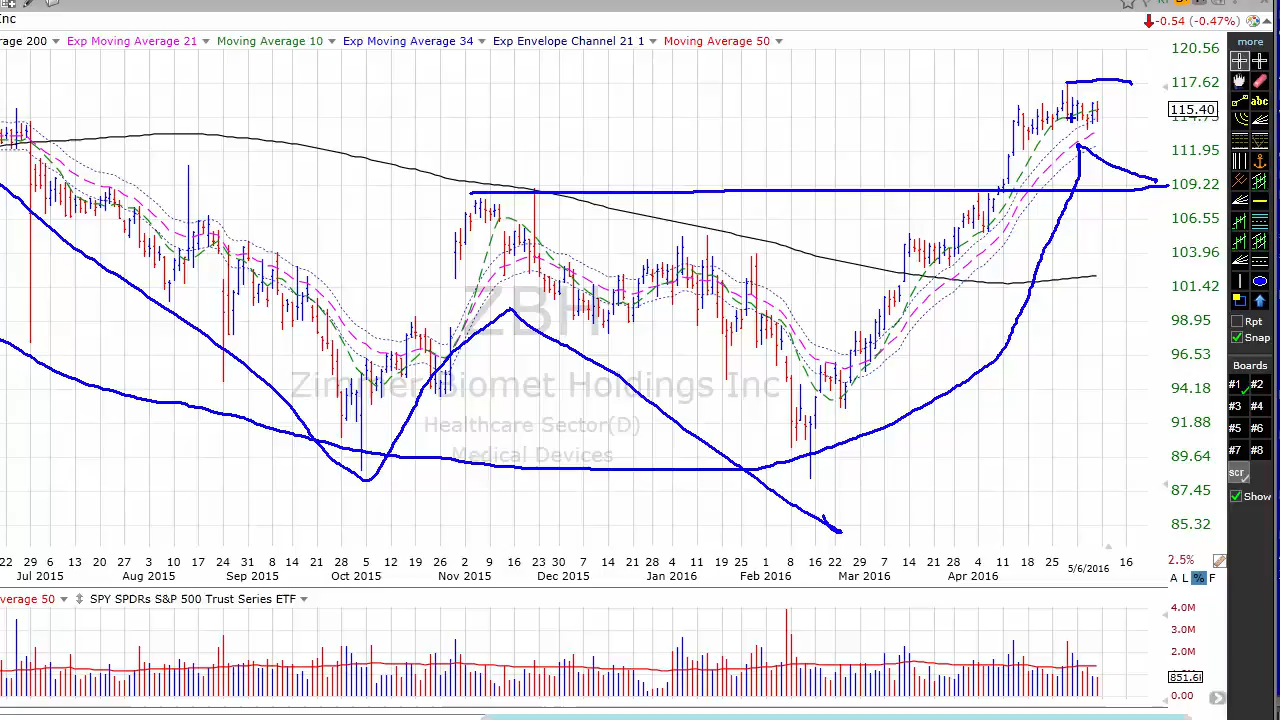 Inc
-0.54 (-0.47%)
erage 200 Exp Moving Average 21 Moving Average 10 Exp Moving Average 34 Exp Envelope Channel 21 1 Moving Average 50
more
abc
Rpt
Snap
Boards
#1 #2
#3 #4
#5 #6
#7 #8
scr
Show
120.56
117.62
115.40
111.95
109.22
106.55
103.96
101.42
98.95
96.53
94.18
91.88
89.64
87.45
85.32
ZBH
Zimmer Biomet Holdings Inc
Healthcare Sector(D)
Medical Devices
22 29 6 13 20 27 3 10 17 24 31 8 14 21 28 5 12 19 26 2 9 16 23 30 7 14 21 28 4 11 19 25 1 8 16 22 29 7 14 21 28 4 11 18 25 16
Jul 2015 Aug 2015 Sep 2015 Oct 2015 Nov 2015 Dec 2015 Jan 2016 Feb 2016 Mar 2016 Apr 2016 5/6/2016
2.5%
A L % F
verage 50 SPY SPDRs S&P 500 Trust Series ETF
4.0M
3.0M
2.0M
851.6
0.00